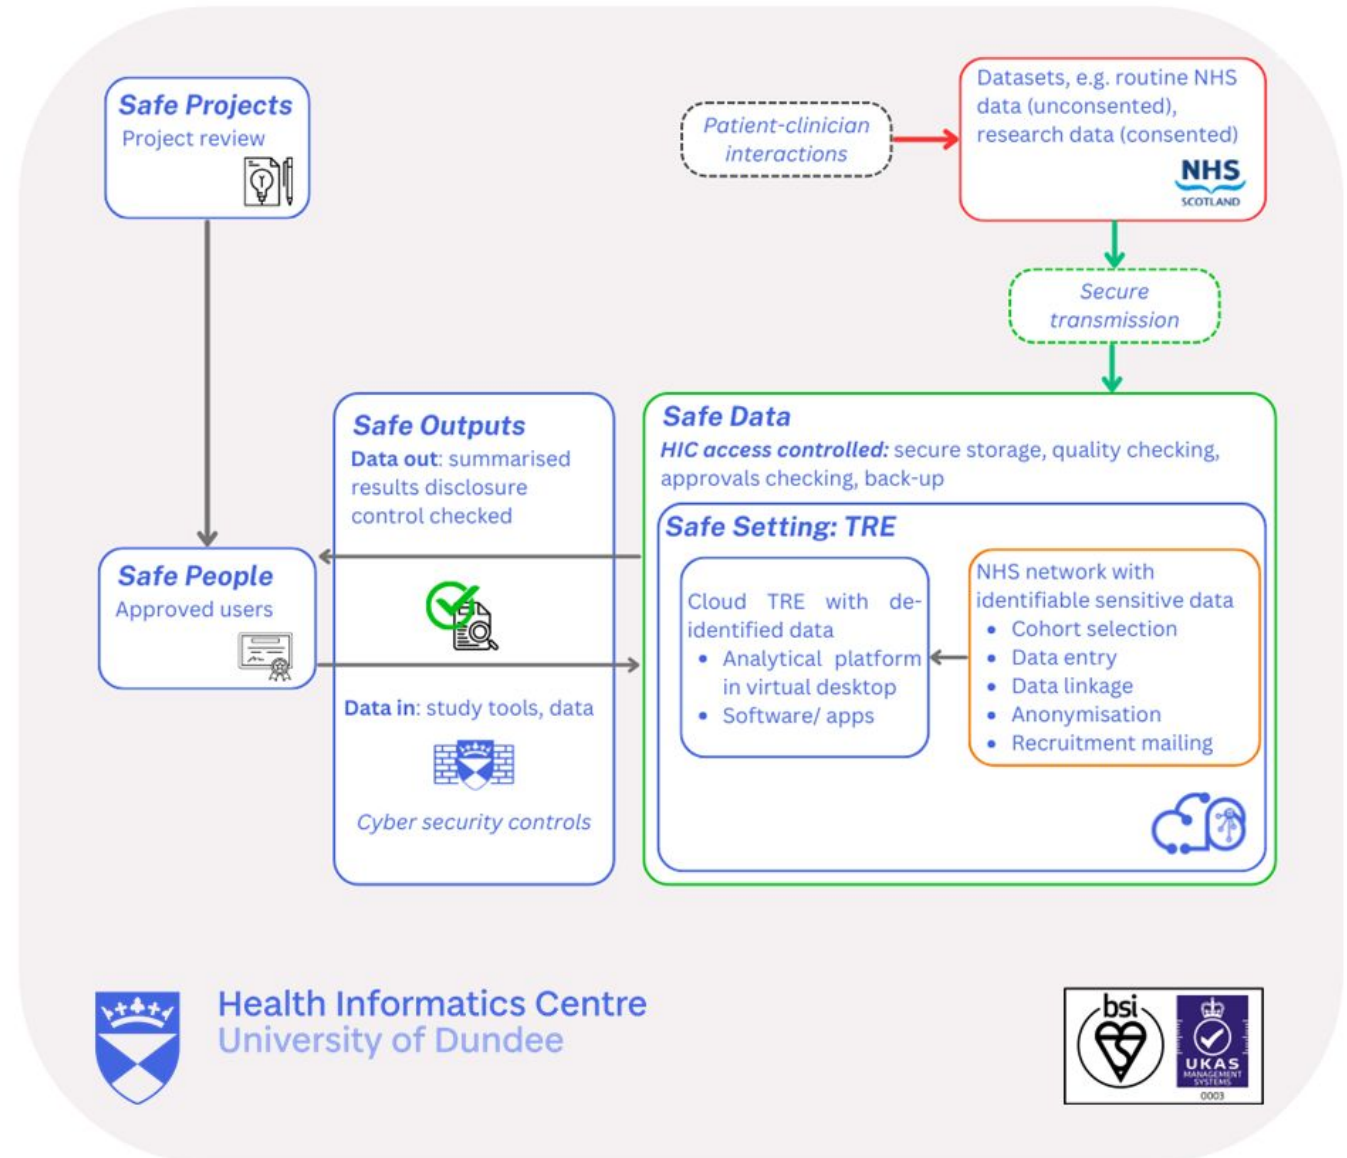 Safe Projects
Project review
Patient-clinician
interactions
Datasets, e.g. routine NHS
data (unconsented),
research data (consented)
NHS
SCOTLAND
Secure
transmission
Safe Outputs
Data out: summarised
results disclosure
control checked
Safe People
Approved users
Data in: study tools, data
Cyber security controls
Safe Data
HIC access controlled: secure storage, quality checking,
approvals checking, back-up
Safe Setting: TRE
Cloud TRE with de-
identified data
• Analytical platform
in virtual desktop
• Software/ apps
NHS network with
identifiable sensitive data
• Cohort selection
• Data entry
• Data linkage
• Anonymisation
• Recruitment mailing
Health Informatics Centre
University of Dundee
bsi
UKAS
MANAGEMENT
SYSTEMS
0003